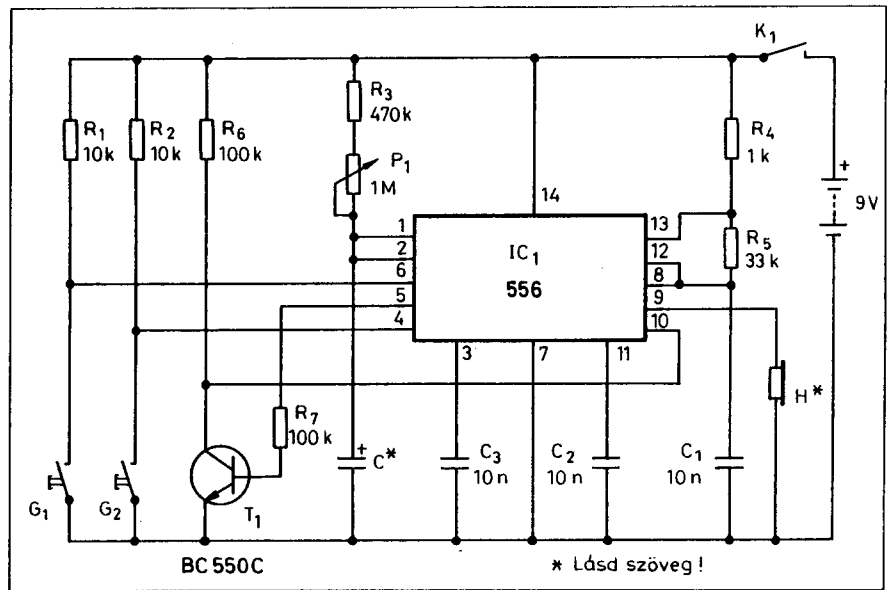 K₁
R₃
470k
R₁
10k
R₂
10k
R₆
100k
R₄
1k
P₁
1M
+
9V
14
1
2
6
5
4
IC₁
556
13
12
8
9
10
R₅
33k
3
7
11
R₇
100k
H*
+
C*
C₃
10n
C₂
10n
C₁
10n
G₁
G₂
T₁
BC550C
* Lásd szöveg!